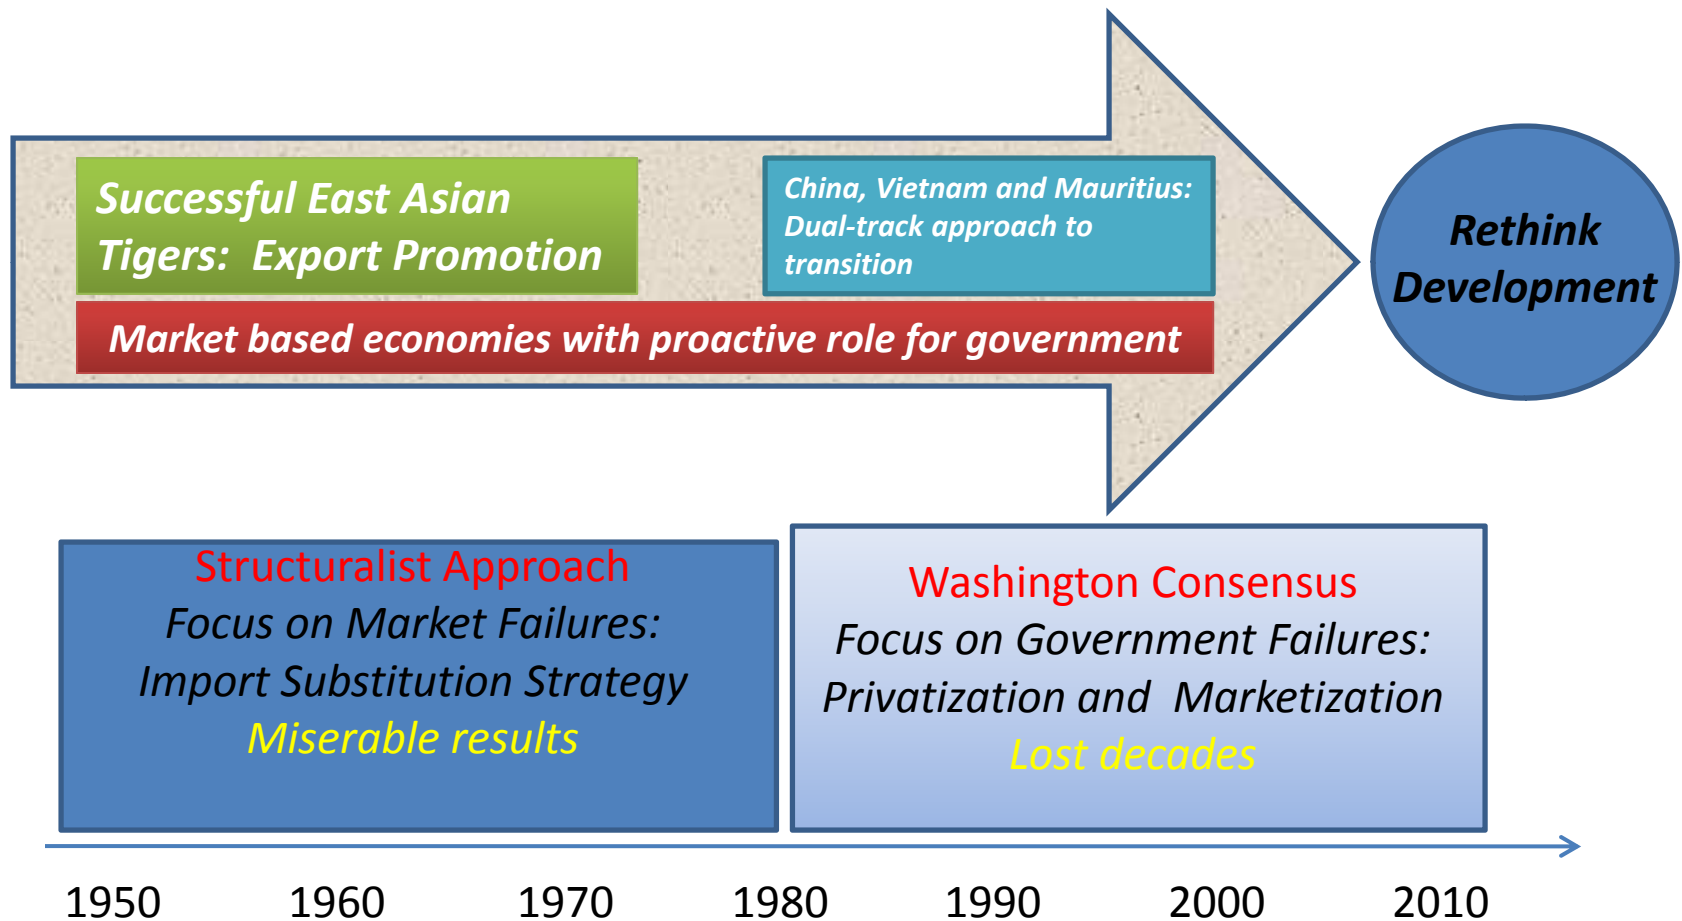 Successful East Asian
Tigers: Export Promotion
China, Vietnam and Mauritius:
Dual-track approach to
transition
Market based economies with proactive role for government
Rethink
Development
Structuralist Approach
Focus on Market Failures:
Import Substitution Strategy
Miserable results
Washington Consensus
Focus on Government Failures:
Privatization and Marketization
Lost decades
1950 1960 1970 1980 1990 2000 2010